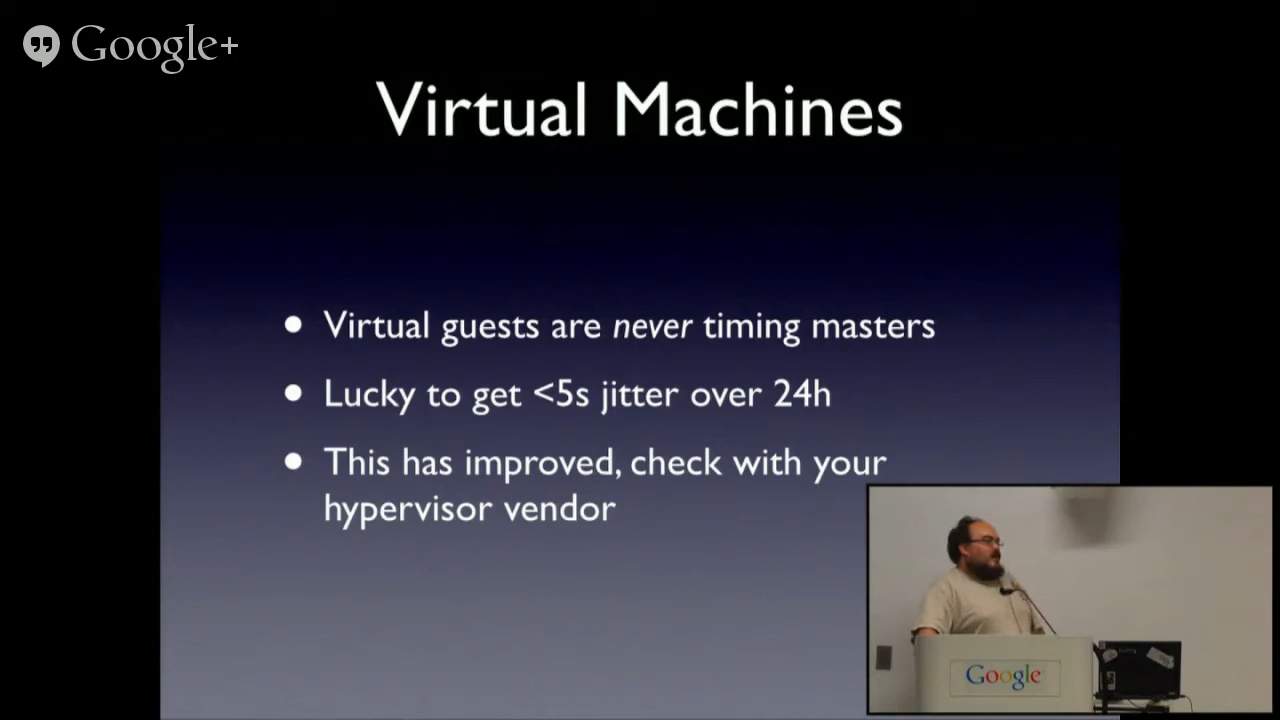 Google+
Virtual Machines
• Virtual guests are never timing masters
• Lucky to get <5s jitter over 24h
• This has improved, check with your
hypervisor vendor
Google